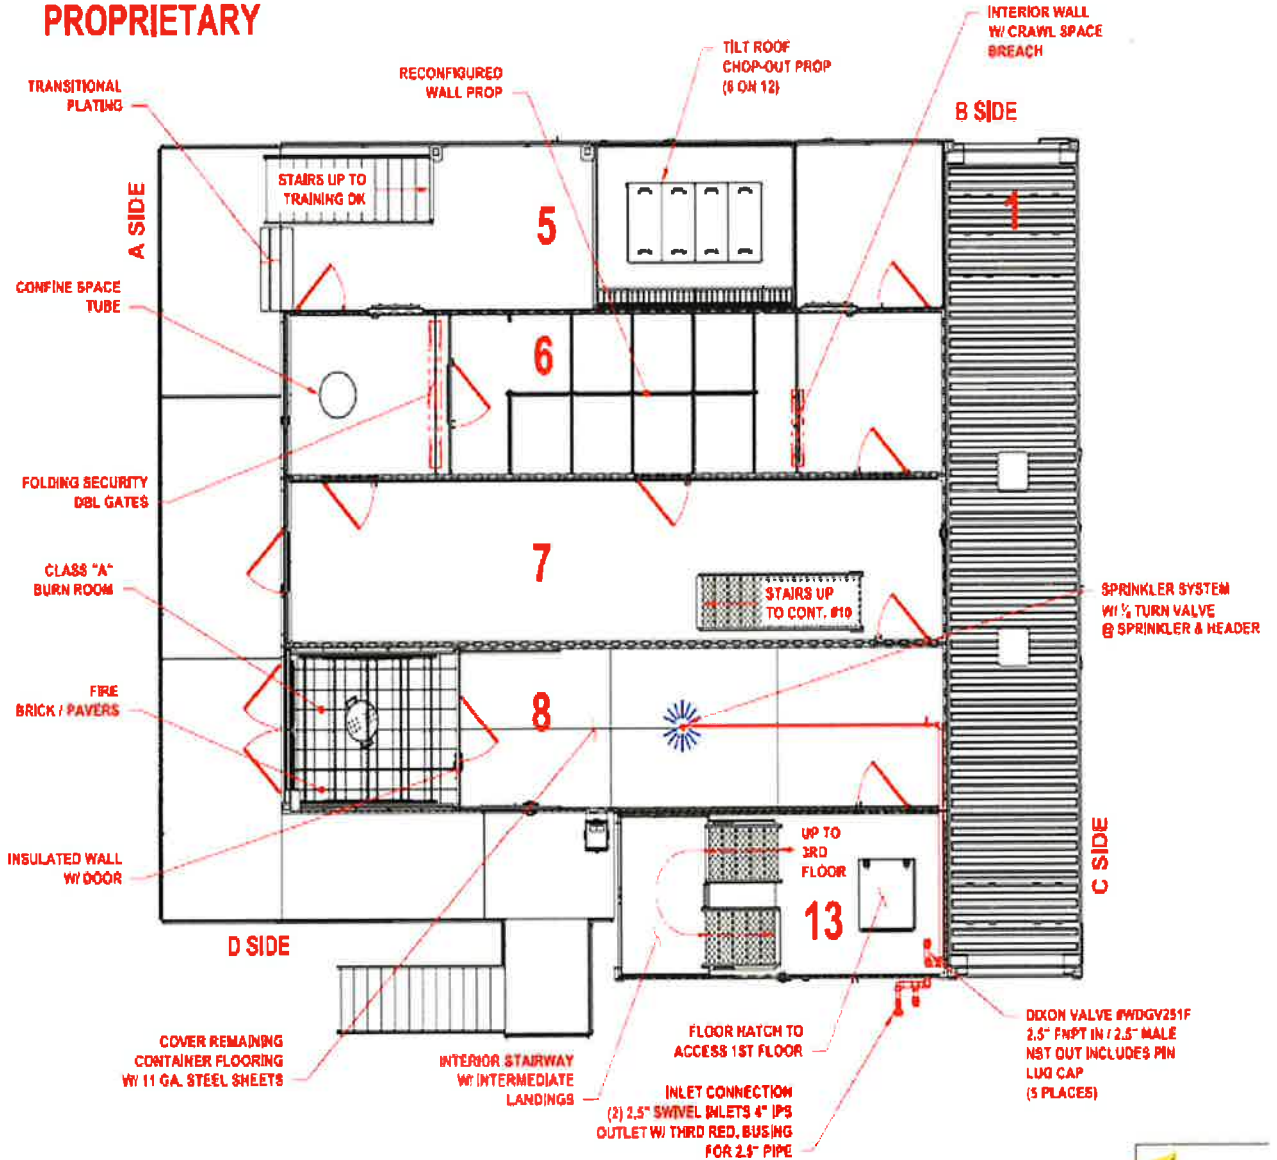 PROPRIETARY
INTERIOR WALL
W/ CRAWL SPACE
BREACH
TILT ROOF
CHOP-OUT PROP
(6 ON 12)
RECONFIGURED
WALL PROP
TRANSITIONAL
PLATING
B SIDE
A SIDE
STAIRS UP TO
TRAINING DK
1
5
CONFINE SPACE
TUBE
6
FOLDING SECURITY
DBL GATES
7
CLASS "A"
BURN ROOM
STAIRS UP
TO CONT. #10
SPRINKLER SYSTEM
W/ ¼ TURN VALVE
@ SPRINKLER & HEADER
FIRE
BRICK / PAVERS
8
INSULATED WALL
W/ DOOR
UP TO
3RD
FLOOR
C SIDE
13
D SIDE
COVER REMAINING
CONTAINER FLOORING
W/ 11 GA. STEEL SHEETS
INTERIOR STAIRWAY
W/ INTERMEDIATE
LANDINGS
FLOOR HATCH TO
ACCESS 1ST FLOOR
DIXON VALVE #WDGV251F
2.5" FNPT IN / 2.5" MALE
NST OUT INCLUDES PIN
LUG CAP
(5 PLACES)
INLET CONNECTION
(2) 2.5" SWIVEL INLETS 4" IPS
OUTLET W/ THRD RED. BUSING
FOR 2.5" PIPE